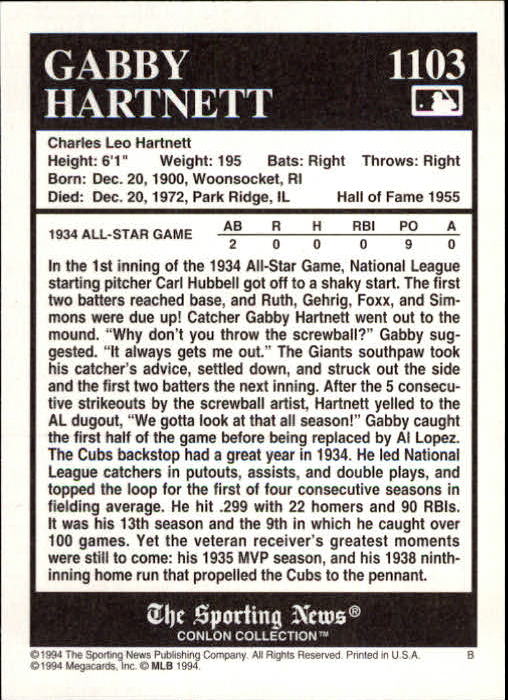 GABBY
HARTNETT
1103
Charles Leo Hartnett
Height: 6'1" Weight: 195 Bats: Right Throws: Right
Born: Dec. 20, 1900, Woonsocket, RI
Died: Dec. 20, 1972, Park Ridge, IL Hall of Fame 1955
1934 ALL-STAR GAME
AB R H RBI PO A
2 0 0 0 9 0
In the 1st inning of the 1934 All-Star Game, National League
starting pitcher Carl Hubbell got off to a shaky start. The first
two batters reached base, and Ruth, Gehrig, Foxx, and Sim-
mons were due up! Catcher Gabby Hartnett went out to the
mound. “Why don’t you throw the screwball?” Gabby sug-
gested. “It always gets me out.” The Giants southpaw took
his catcher’s advice, settled down, and struck out the side
and the first two batters the next inning. After the 5 consecu-
tive strikeouts by the screwball artist, Hartnett yelled to the
AL dugout, “We gotta look at that all season!” Gabby caught
the first half of the game before being replaced by Al Lopez.
The Cubs backstop had a great year in 1934. He led National
League catchers in putouts, assists, and double plays, and
topped the loop for the first of four consecutive seasons in
fielding average. He hit .299 with 22 homers and 90 RBIs.
It was his 13th season and the 9th in which he caught over
100 games. Yet the veteran receiver’s greatest moments
were still to come: his 1935 MVP season, and his 1938 ninth-
inning home run that propelled the Cubs to the pennant.
The Sporting News®
CONLON COLLECTION™
©1994 The Sporting News Publishing Company. All Rights Reserved. Printed in U.S.A. B
©1994 Megacards, Inc. © MLB 1994.